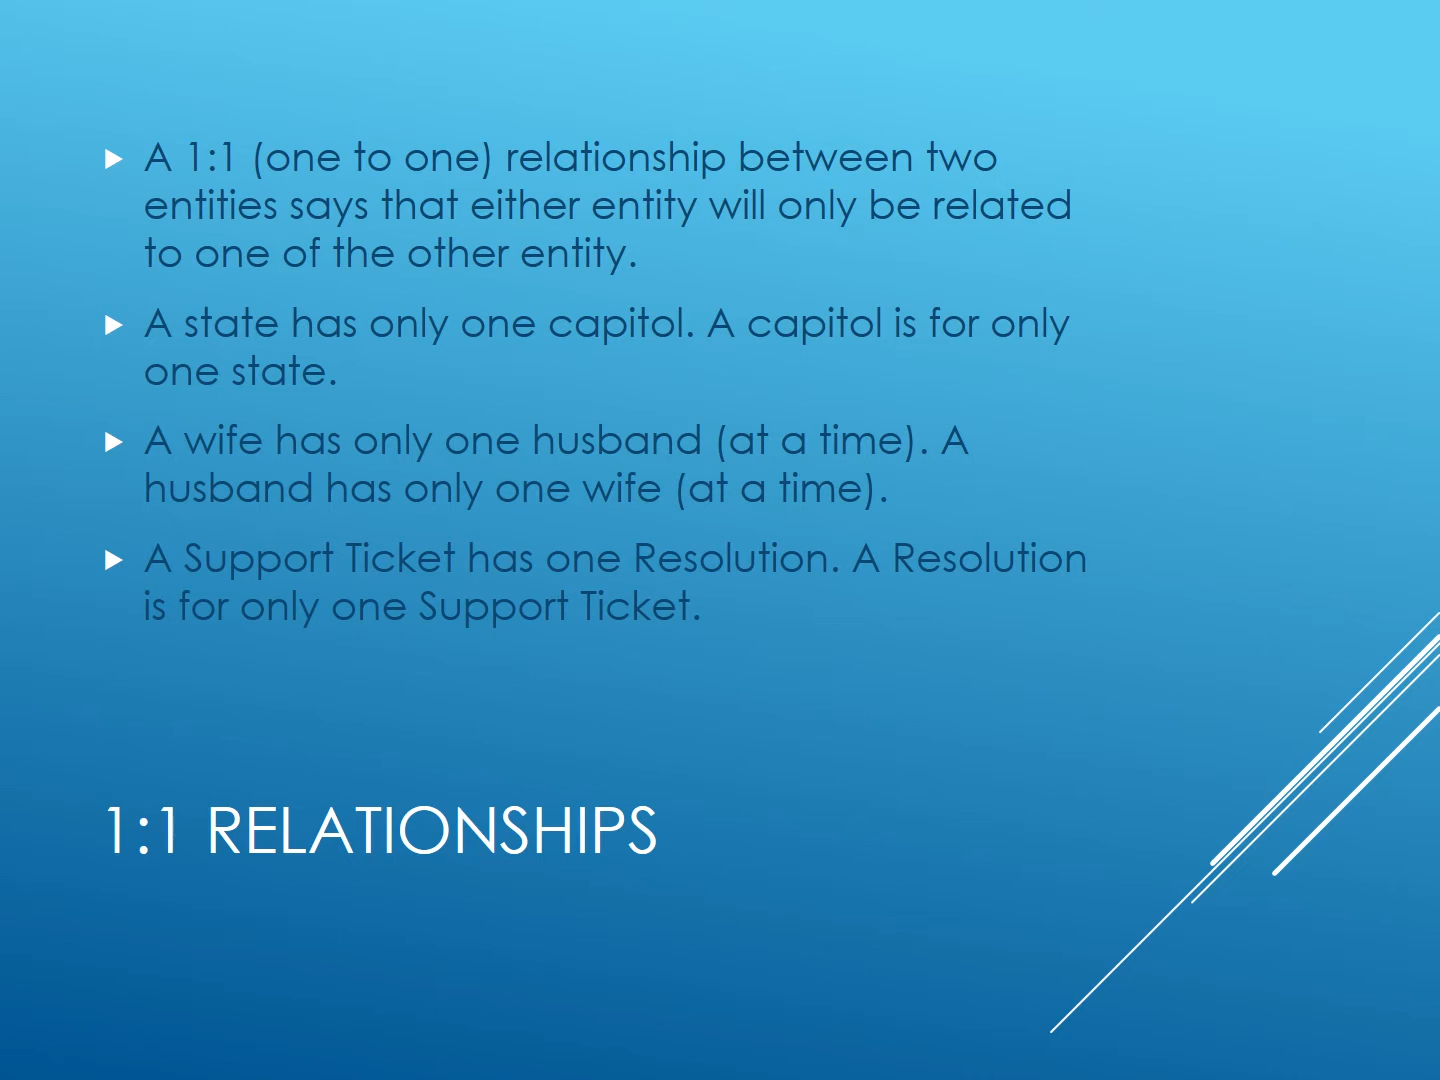 A 1:1 (one to one) relationship between two
entities says that either entity will only be related
to one of the other entity.
A state has only one capitol. A capitol is for only
one state.
A wife has only one husband (at a time). A
husband has only one wife (at a time).
A Support Ticket has one Resolution. A Resolution
is for only one Support Ticket.
1:1 RELATIONSHIPS